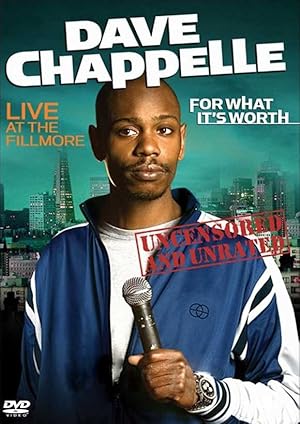 DAVE
CHAPPELLE
LIVE
AT THE
FILLMORE
FOR WHAT
IT'S WORTH
UNCENSORED
AND UNRATED
DVD
VIDEO